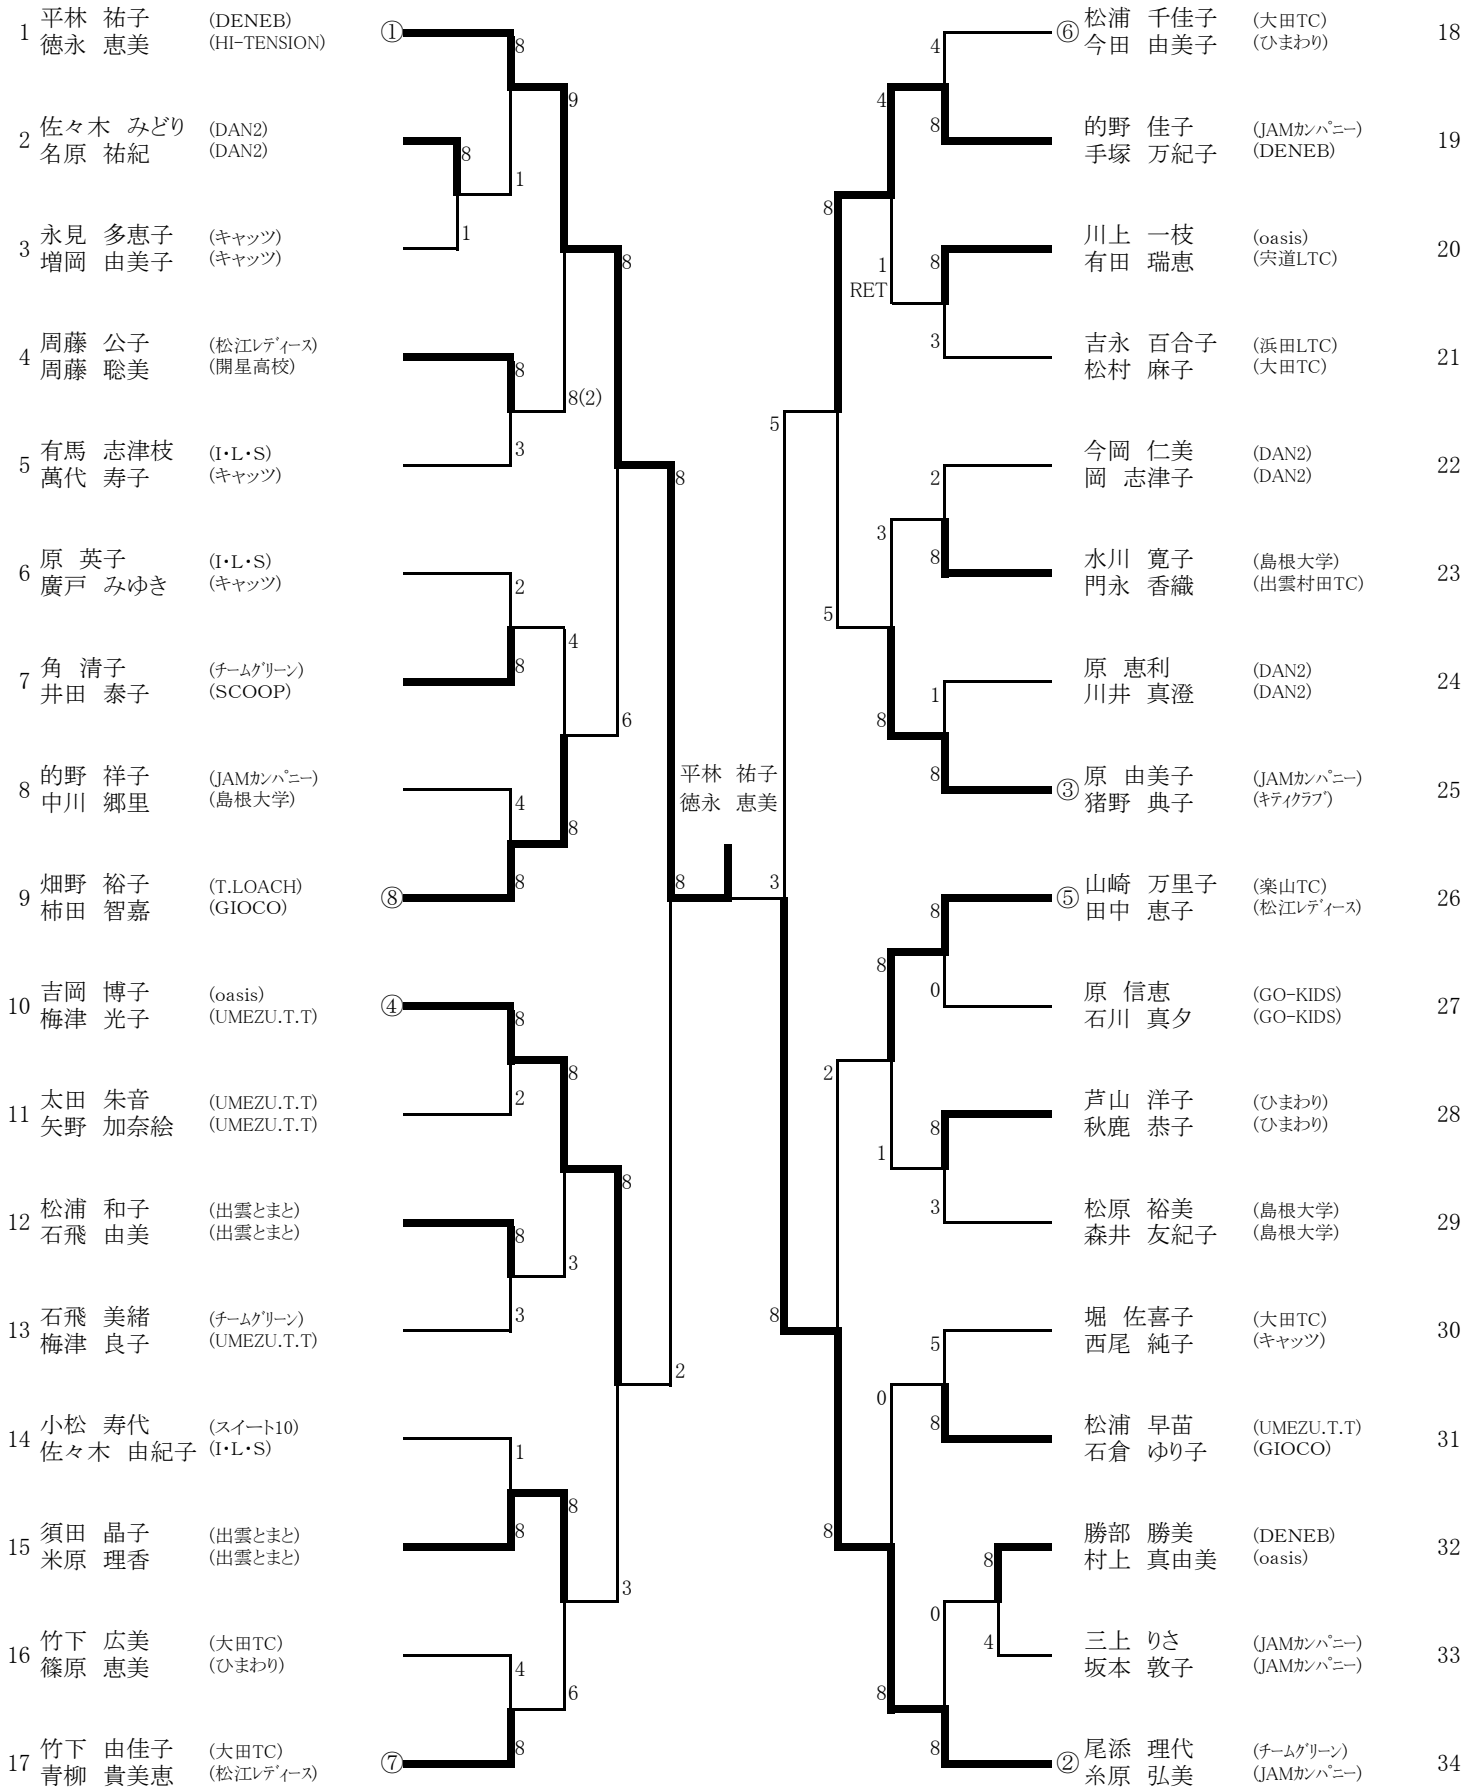 1 平林 祐子 (DENEB) ①
徳永 恵美 (HI-TENSION)
8
9
2 佐々木 みどり (DAN2)
名原 祐紀 (DAN2)
8
1
3 永見 多恵子 (キャッツ)
増岡 由美子 (キャッツ)
1
8
4 周藤 公子 (松江レディース)
周藤 聡美 (開星高校)
8
8(2)
5 有馬 志津枝 (I・L・S)
萬代 寿子 (キャッツ)
3
8
6 原 英子 (I・L・S)
廣戸 みゆき (キャッツ)
2
4
7 角 清子 (チームグリーン)
井田 泰子 (SCOOP)
8
6
8 的野 祥子 (JAMカンパニー)
中川 郷里 (島根大学)
4
8
9 畑野 裕子 (T.LOACH) ⑧
柿田 智嘉 (GIOCO)
8
8
10 吉岡 博子 (oasis) ④
梅津 光子 (UMEZU.T.T)
8
8
11 太田 朱音 (UMEZU.T.T)
矢野 加奈絵 (UMEZU.T.T)
2
8
12 松浦 和子 (出雲とまと)
石飛 由美 (出雲とまと)
8
3
13 石飛 美緒 (チームグリーン)
梅津 良子 (UMEZU.T.T)
3
2
14 小松 寿代 (スイート10)
佐々木 由紀子 (I・L・S)
1
8
15 須田 晶子 (出雲とまと)
米原 理香 (出雲とまと)
8
3
16 竹下 広美 (大田TC)
篠原 恵美 (ひまわり)
4
6
17 竹下 由佳子 (大田TC) ⑦
青柳 貴美恵 (松江レディース)
8
平林 祐子
徳永 恵美
3
⑥ 松浦 千佳子 (大田TC) 18
今田 由美子 (ひまわり)
4
4
的野 佳子 (JAMカンパニー) 19
手塚 万紀子 (DENEB)
8
8
川上 一枝 (oasis) 20
有田 瑞恵 (宍道LTC)
8
1
RET
吉永 百合子 (浜田LTC) 21
松村 麻子 (大田TC)
3
5
今岡 仁美 (DAN2) 22
岡 志津子 (DAN2)
2
3
水川 寛子 (島根大学) 23
門永 香織 (出雲村田TC)
8
5
原 恵利 (DAN2) 24
川井 真澄 (DAN2)
1
8
③ 原 由美子 (JAMカンパニー) 25
猪野 典子 (キティクラブ)
8
⑤ 山崎 万里子 (楽山TC) 26
田中 恵子 (松江レディース)
8
8
原 信恵 (GO-KIDS) 27
石川 真夕 (GO-KIDS)
0
2
芦山 洋子 (ひまわり) 28
秋鹿 恭子 (ひまわり)
8
1
松原 裕美 (島根大学) 29
森井 友紀子 (島根大学)
3
8
堀 佐喜子 (大田TC) 30
西尾 純子 (キャッツ)
5
0
松浦 早苗 (UMEZU.T.T) 31
石倉 ゆり子 (GIOCO)
8
8
勝部 勝美 (DENEB) 32
村上 真由美 (oasis)
8
0
三上 りさ (JAMカンパニー) 33
坂本 敦子 (JAMカンパニー)
4
8
② 尾添 理代 (チームグリーン) 34
糸原 弘美 (JAMカンパニー)
8